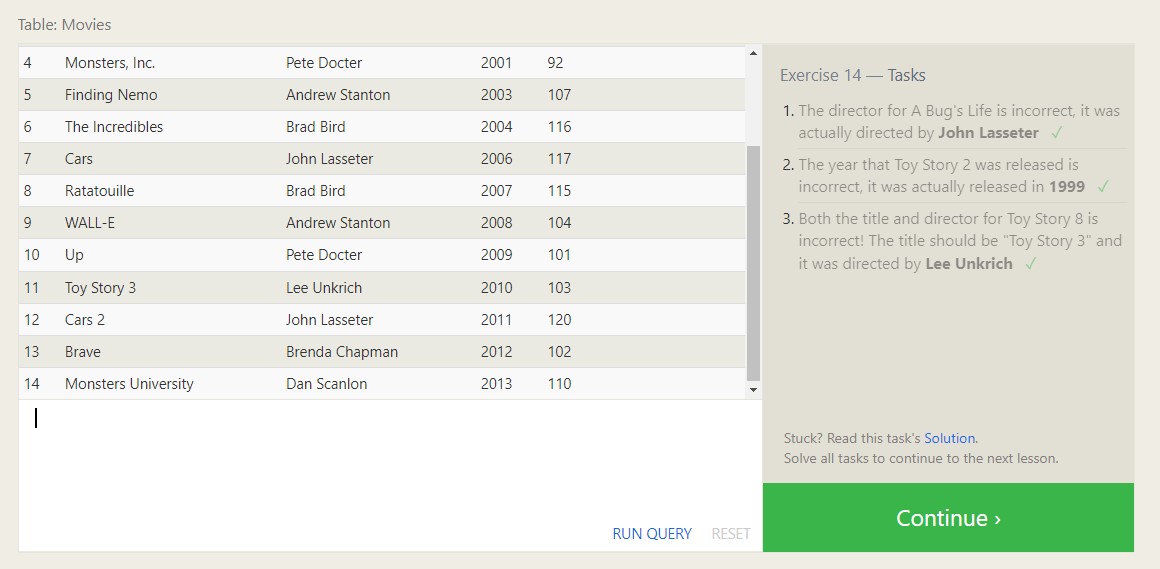 Table: Movies
4 Monsters, Inc. Pete Docter 2001 92
5 Finding Nemo Andrew Stanton 2003 107
6 The Incredibles Brad Bird 2004 116
7 Cars John Lasseter 2006 117
8 Ratatouille Brad Bird 2007 115
9 WALL-E Andrew Stanton 2008 104
10 Up Pete Docter 2009 101
11 Toy Story 3 Lee Unkrich 2010 103
12 Cars 2 John Lasseter 2011 120
13 Brave Brenda Chapman 2012 102
14 Monsters University Dan Scanlon 2013 110
RUN QUERY RESET
Exercise 14 — Tasks
1. The director for A Bug's Life is incorrect, it was
actually directed by John Lasseter ✓
2. The year that Toy Story 2 was released is
incorrect, it was actually released in 1999 ✓
3. Both the title and director for Toy Story 8 is
incorrect! The title should be "Toy Story 3" and
it was directed by Lee Unkrich ✓
Stuck? Read this task's Solution.
Solve all tasks to continue to the next lesson.
Continue ›